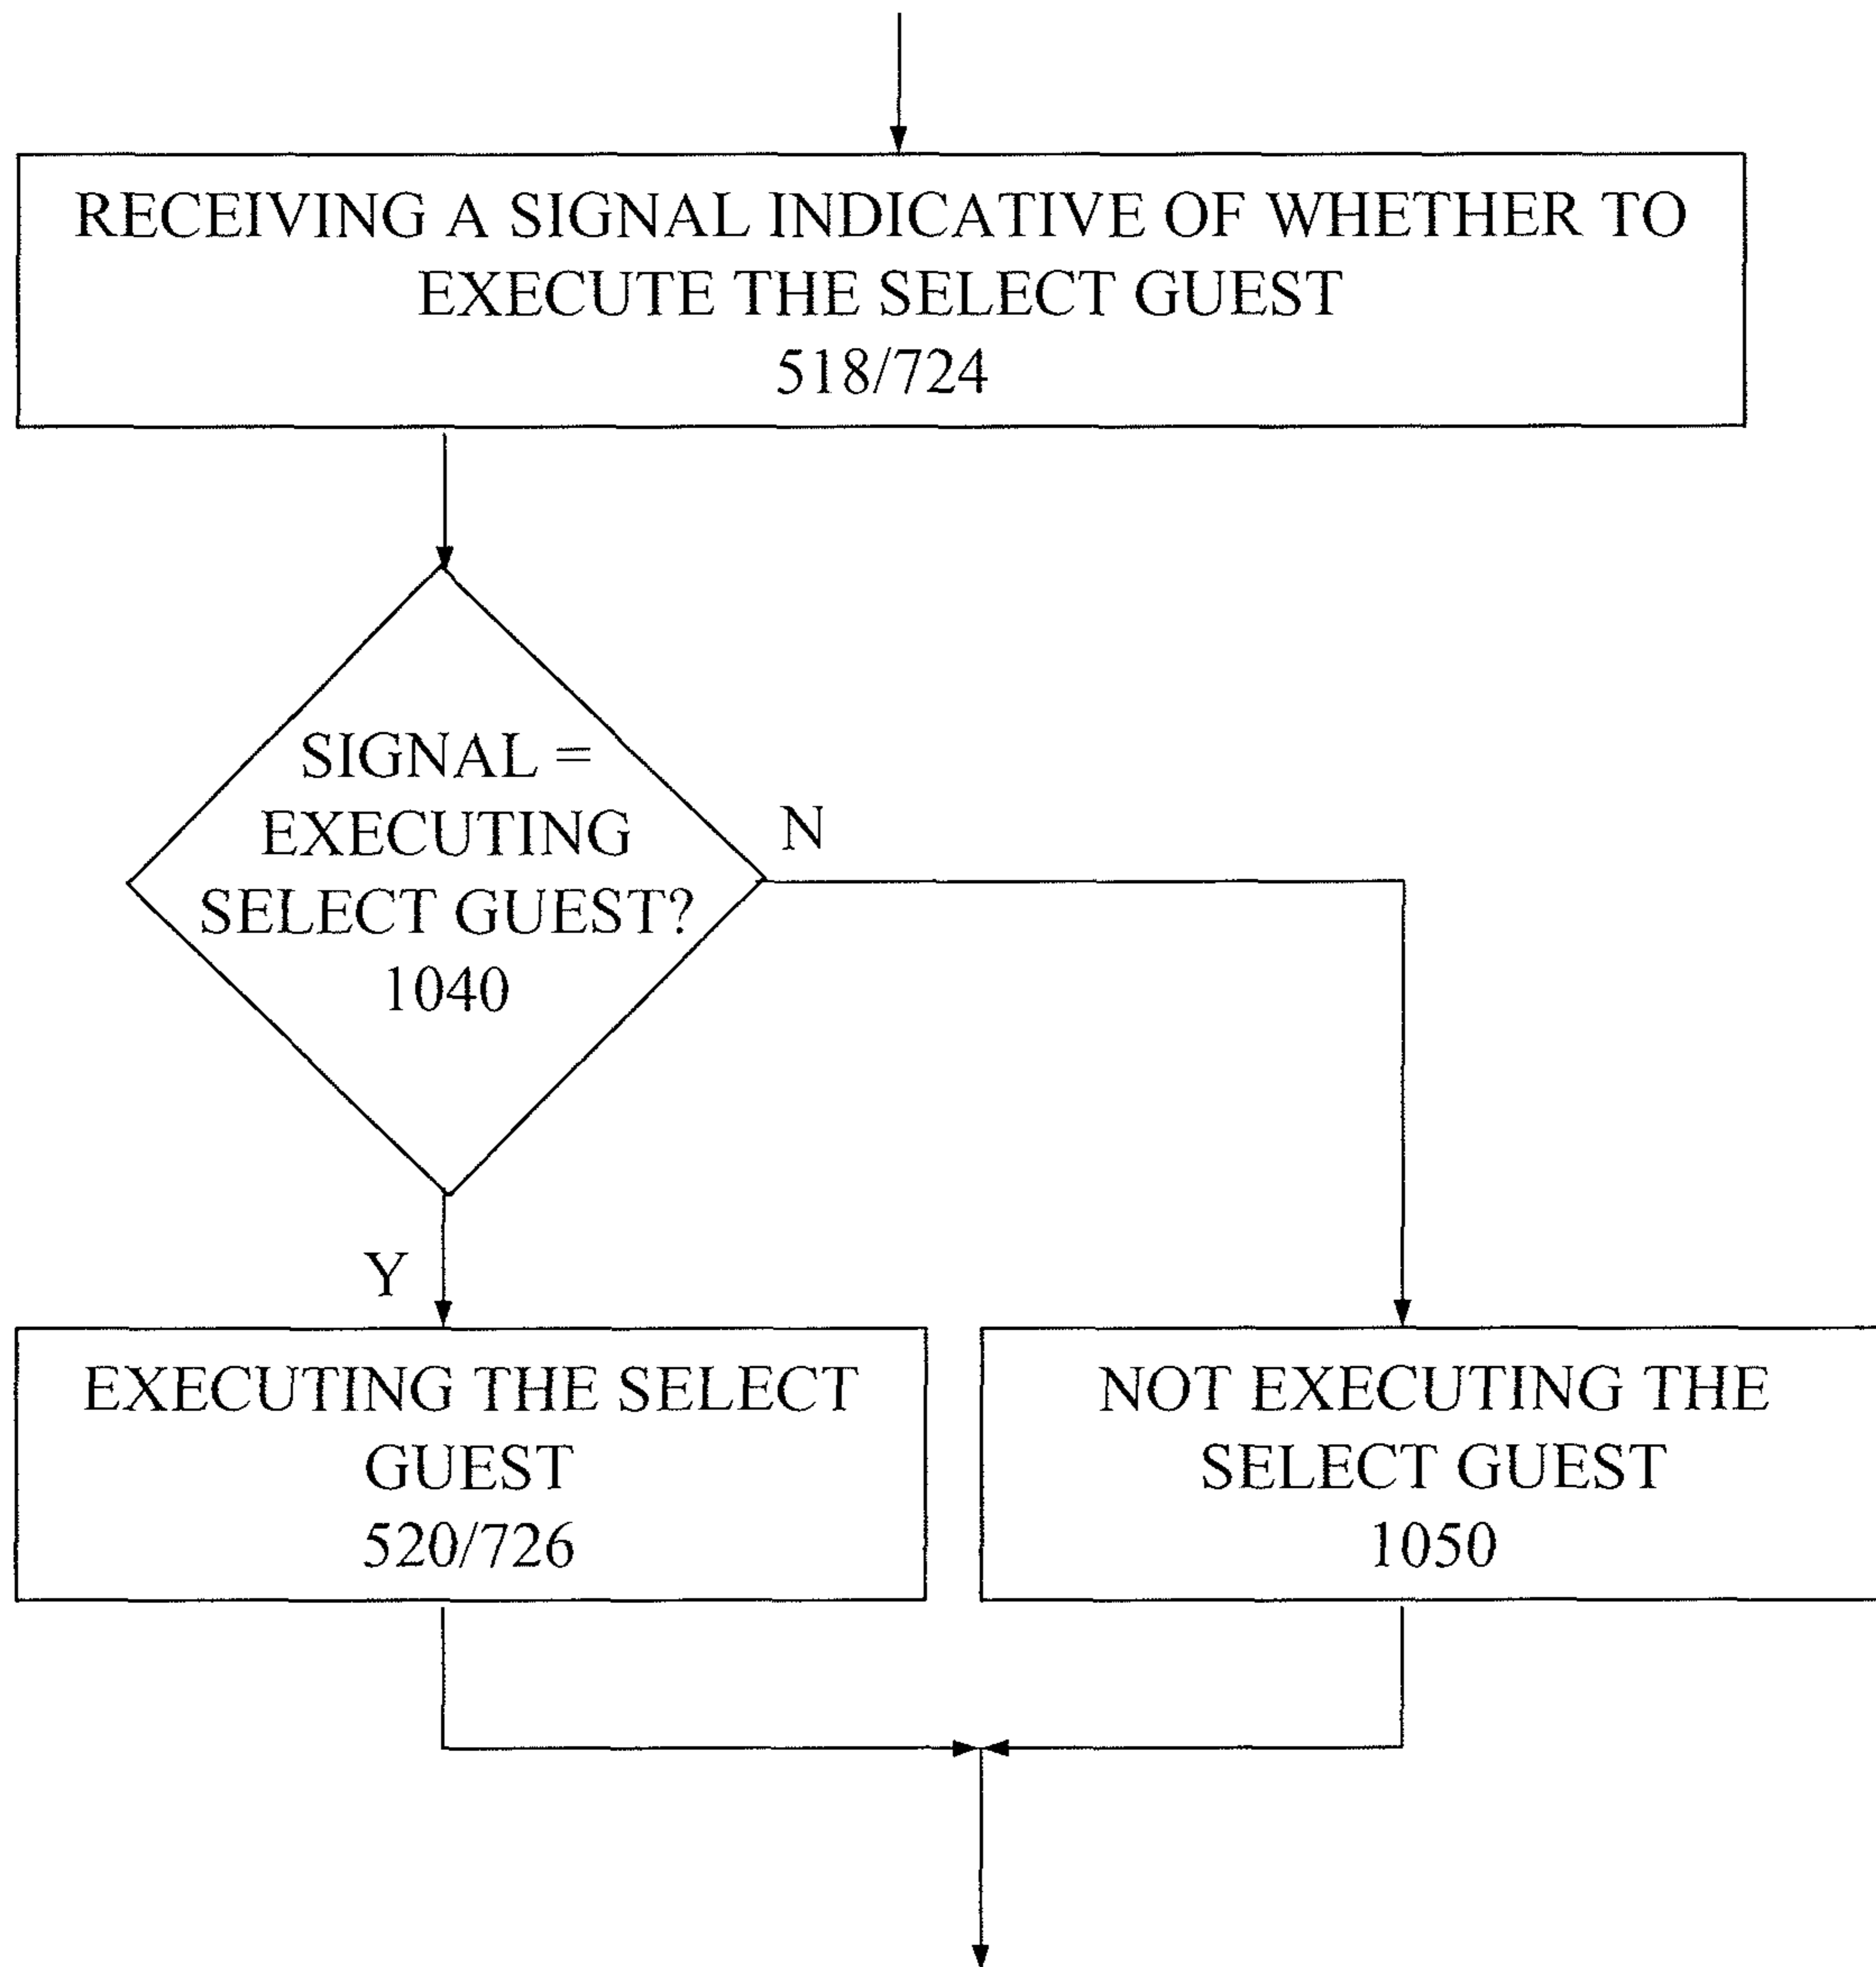 RECEIVING A SIGNAL INDICATIVE OF WHETHER TO
EXECUTE THE SELECT GUEST
518/724
SIGNAL =
EXECUTING
SELECT GUEST?
1040
N
Y
EXECUTING THE SELECT
GUEST
520/726
NOT EXECUTING THE
SELECT GUEST
1050